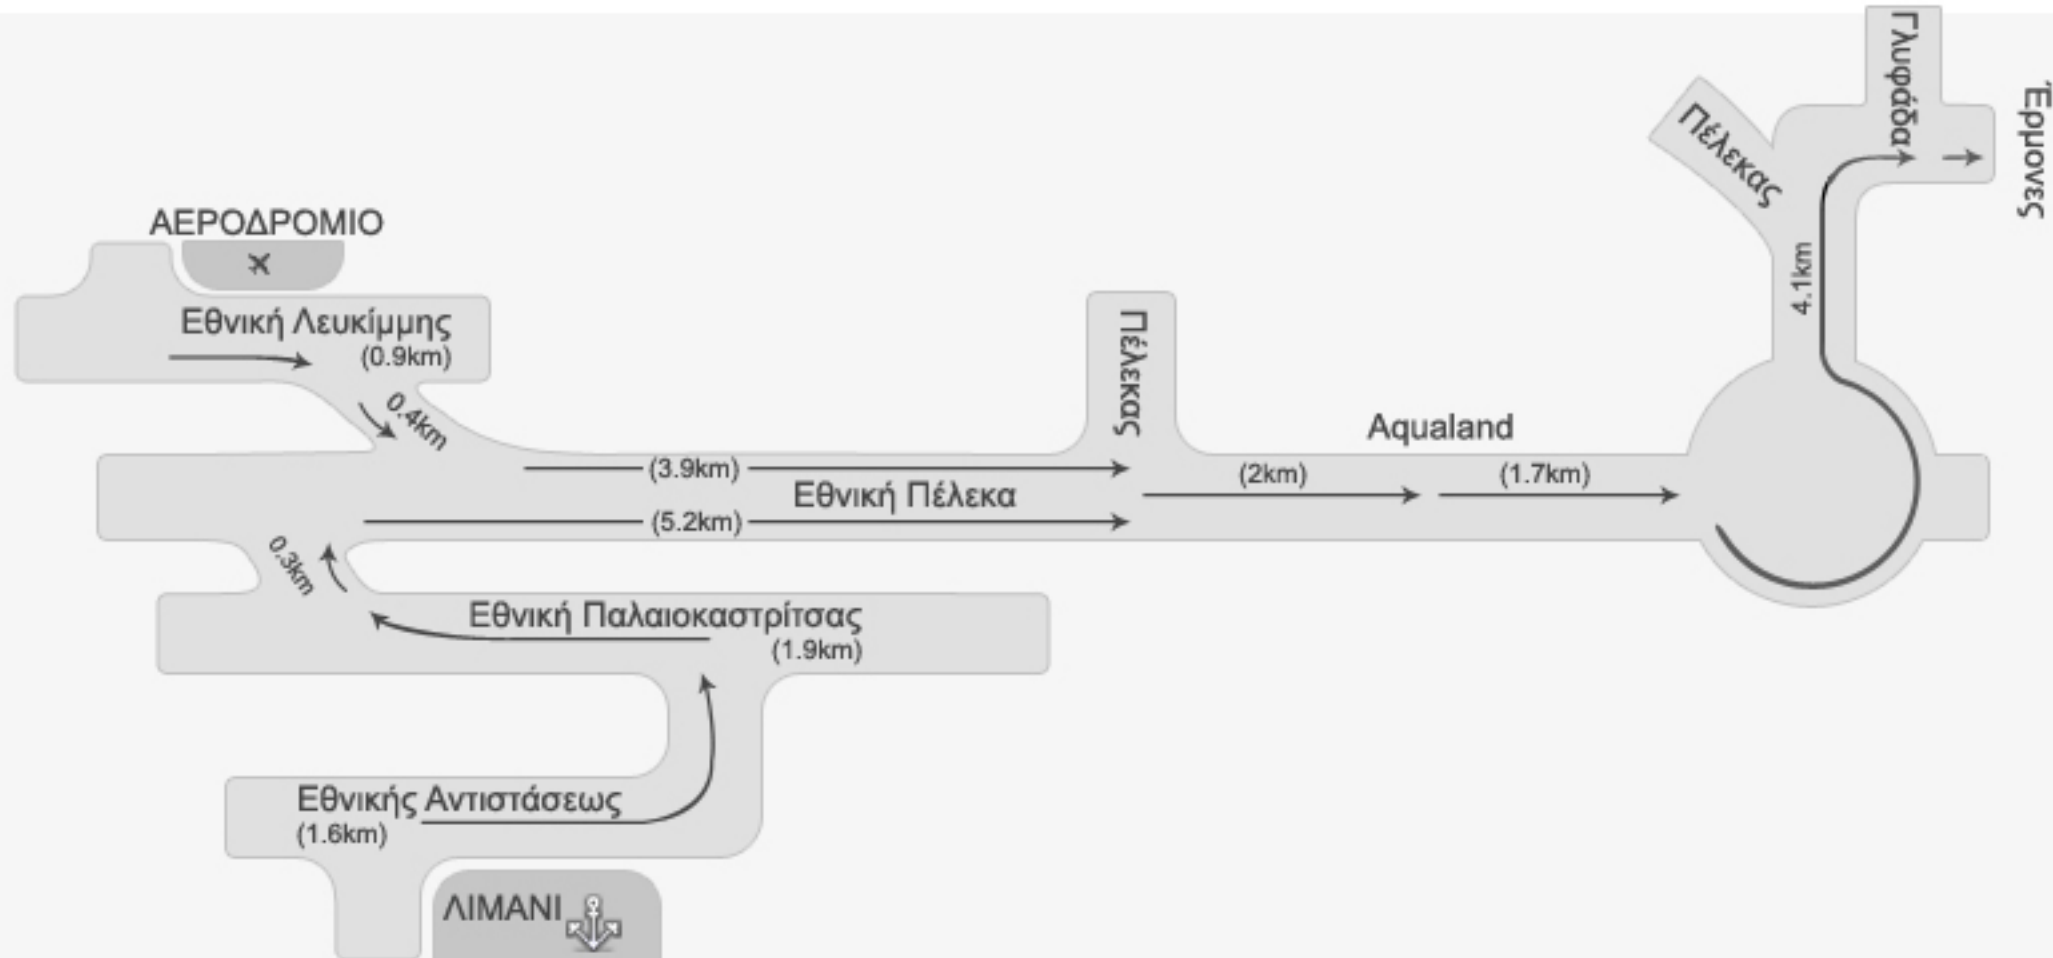 Γλυφάδα
Έρμονες
Πέλεκας
4.1km
ΑΕΡΟΔΡΟΜΙΟ
Εθνική Λευκίμμης
(0.9km)
0.4km
Πέλεκας
Aqualand
(3.9km)
(2km)
(1.7km)
Εθνική Πέλεκα
(5.2km)
0.3km
Εθνική Παλαιοκαστρίτσας
(1.9km)
Εθνικής Αντιστάσεως
(1.6km)
ΛΙΜΑΝΙ